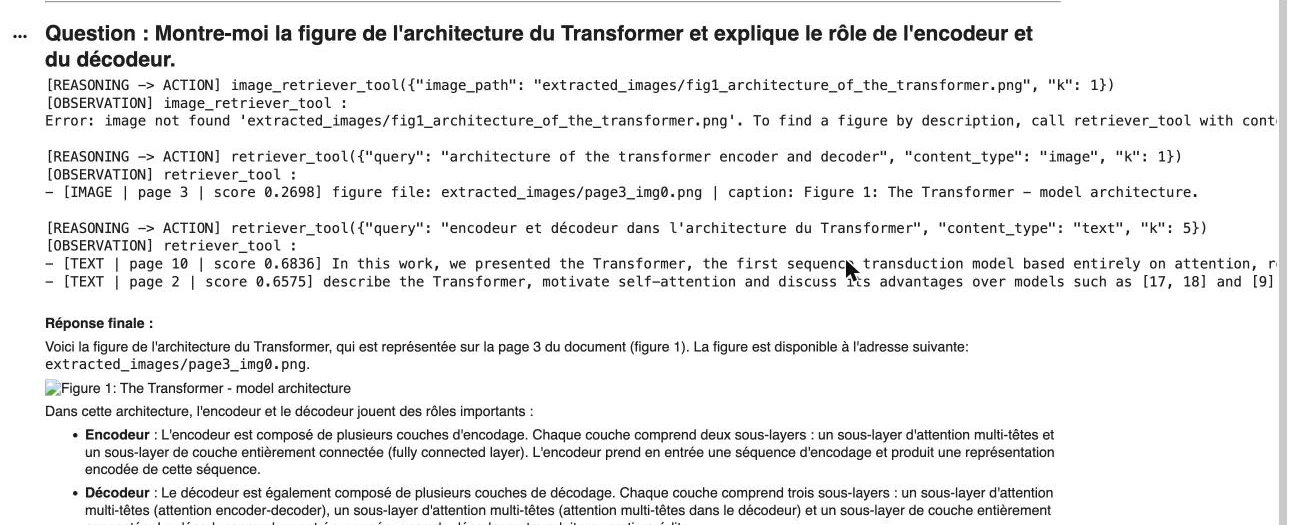 ... Question : Montre-moi la figure de l'architecture du Transformer et explique le rôle de l'encodeur et
du décodeur.
[REASONING –> ACTION] image_retriever_tool({"image_path": "extracted_images/fig1_architecture_of_the_transformer.png", "k": 1})
[OBSERVATION] image_retriever_tool :
Error: image not found 'extracted_images/fig1_architecture_of_the_transformer.png'. To find a figure by description, call retriever_tool with cont
[REASONING –> ACTION] retriever_tool({"query": "architecture of the transformer encoder and decoder", "content_type": "image", "k": 1})
[OBSERVATION] retriever_tool :
– [IMAGE | page 3 | score 0.2698] figure file: extracted_images/page3_img0.png | caption: Figure 1: The Transformer – model architecture.
[REASONING –> ACTION] retriever_tool({"query": "encodeur et décodeur dans l'architecture du Transformer", "content_type": "text", "k": 5})
[OBSERVATION] retriever_tool :
– [TEXT | page 10 | score 0.6836] In this work, we presented the Transformer, the first sequence transduction model based entirely on attention, r
– [TEXT | page 2 | score 0.6575] describe the Transformer, motivate self–attention and discuss its advantages over models such as [17, 18] and [9]
Réponse finale :
Voici la figure de l'architecture du Transformer, qui est représentée sur la page 3 du document (figure 1). La figure est disponible à l'adresse suivante:
extracted_images/page3_img0.png.
Figure 1: The Transformer - model architecture
Dans cette architecture, l'encodeur et le décodeur jouent des rôles importants :
• Encodeur : L'encodeur est composé de plusieurs couches d'encodage. Chaque couche comprend deux sous-layers : un sous-layer d'attention multi-têtes et
un sous-layer de couche entièrement connectée (fully connected layer). L'encodeur prend en entrée une séquence d'encodage et produit une représentation
encodée de cette séquence.
• Décodeur : Le décodeur est également composé de plusieurs couches de décodage. Chaque couche comprend trois sous-layers : un sous-layer d'attention
multi-têtes (attention encoder-decoder), un sous-layer d'attention multi-têtes (attention multi-têtes dans le décodeur) et un sous-layer de couche entièrement